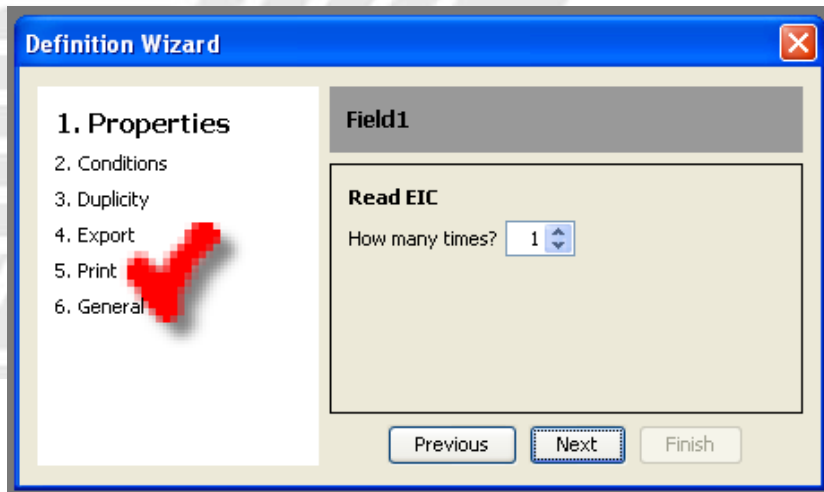 Definition Wizard
1. Properties
2. Conditions
3. Duplicity
4. Export
5. Print
6. General
Field1
Read EIC
How many times? 1
Previous Next Finish